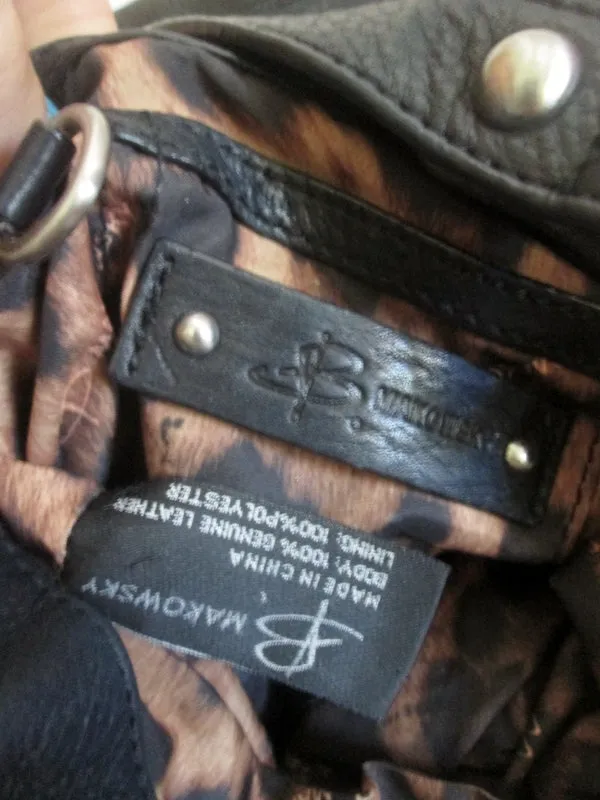 B MAKOWSKY
B MAKOWSKY
MADE IN CHINA
BODY: 100% GENUINE LEATHER
LINING: 100%POLYESTER